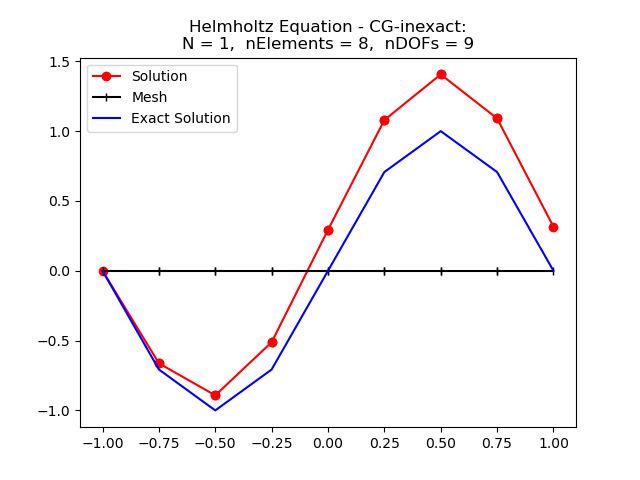 Helmholtz Equation - CG-inexact:
N = 1,  nElements = 8,  nDOFs = 9
Solution
Mesh
Exact Solution
1.5
1.0
0.5
0.0
−0.5
−1.0
−1.00 −0.75 −0.50 −0.25 0.00 0.25 0.50 0.75 1.00